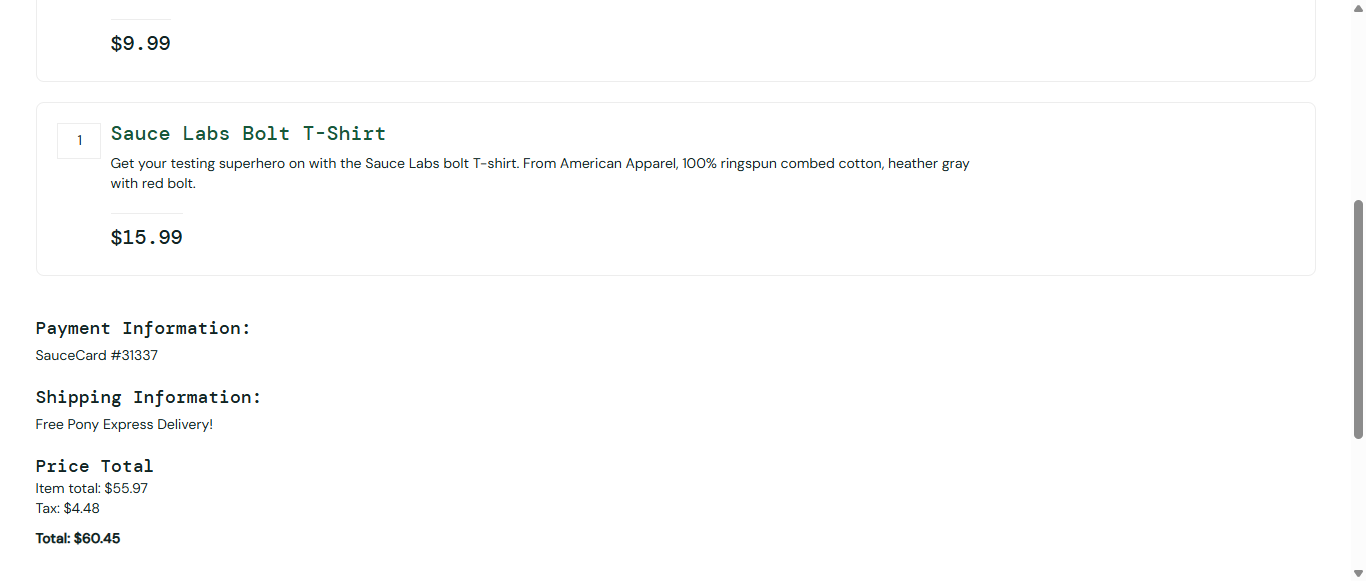 $9.99
1
Sauce Labs Bolt T-Shirt
Get your testing superhero on with the Sauce Labs bolt T-shirt. From American Apparel, 100% ringspun combed cotton, heather gray
with red bolt.
$15.99
Payment Information:
SauceCard #31337
Shipping Information:
Free Pony Express Delivery!
Price Total
Item total: $55.97
Tax: $4.48
Total: $60.45